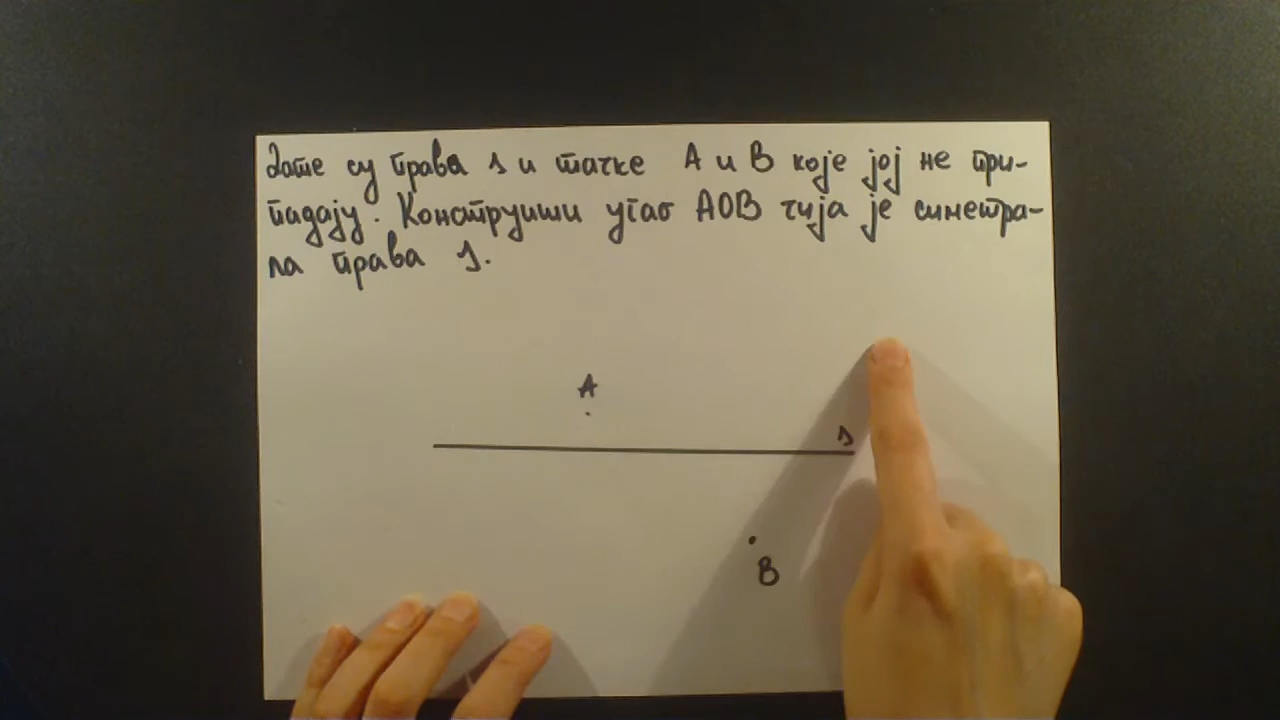 Дате су права s и тачке A и B које јој не при-
падају. Конструиши угао AOB чија је симетра-
ла права s.
A
s
B